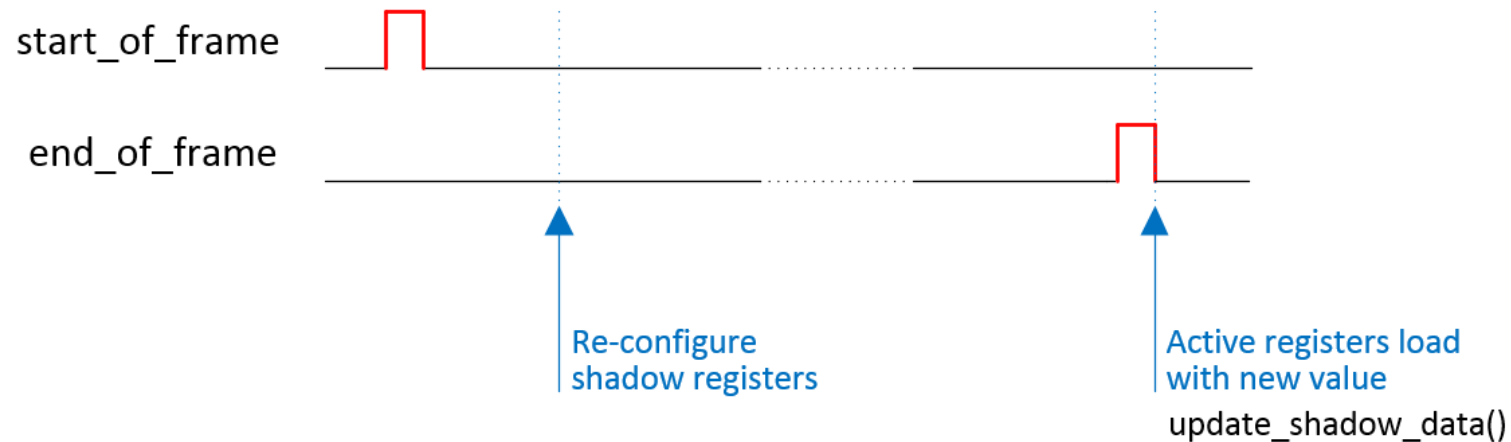 start_of_frame
end_of_frame
Re-configure
shadow registers
Active registers load
with new value
update_shadow_data()